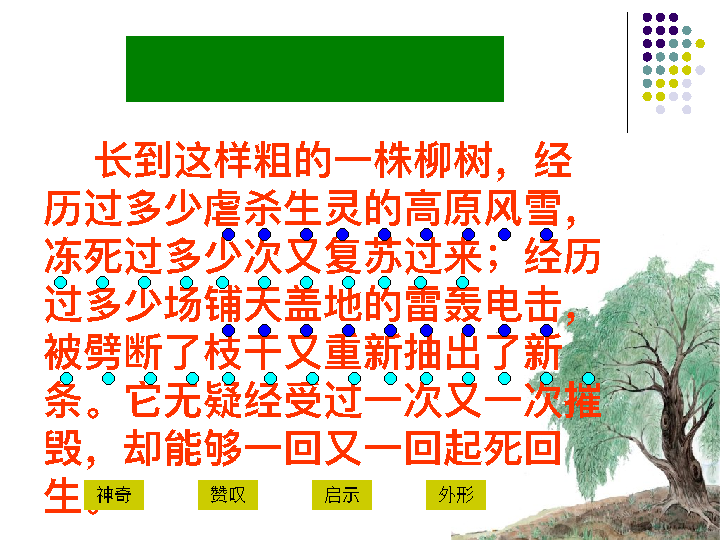 长到这样粗的一株柳树，经
历过多少虐杀生灵的高原风雪，
冻死过多少次又复苏过来；经历
过多少场铺天盖地的雷轰电击，
被劈断了枝干又重新抽出了新
条。它无疑经受过一次又一次摧
毁，却能够一回又一回起死回
生。
神奇 赞叹 启示 外形